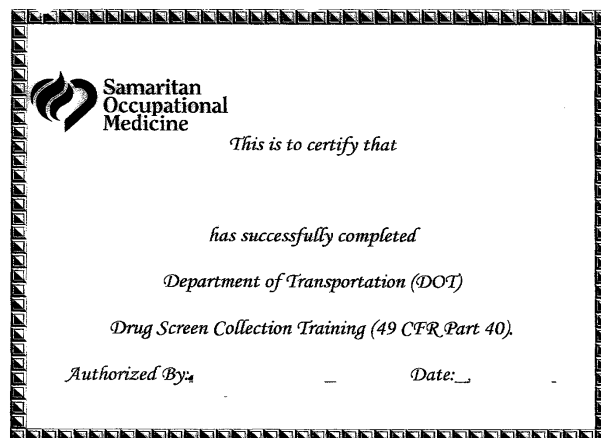 Samaritan
Occupational
Medicine
This is to certify that
has successfully completed
Department of Transportation (DOT)
Drug Screen Collection Training (49 CFR Part 40).
Authorized By: Date: